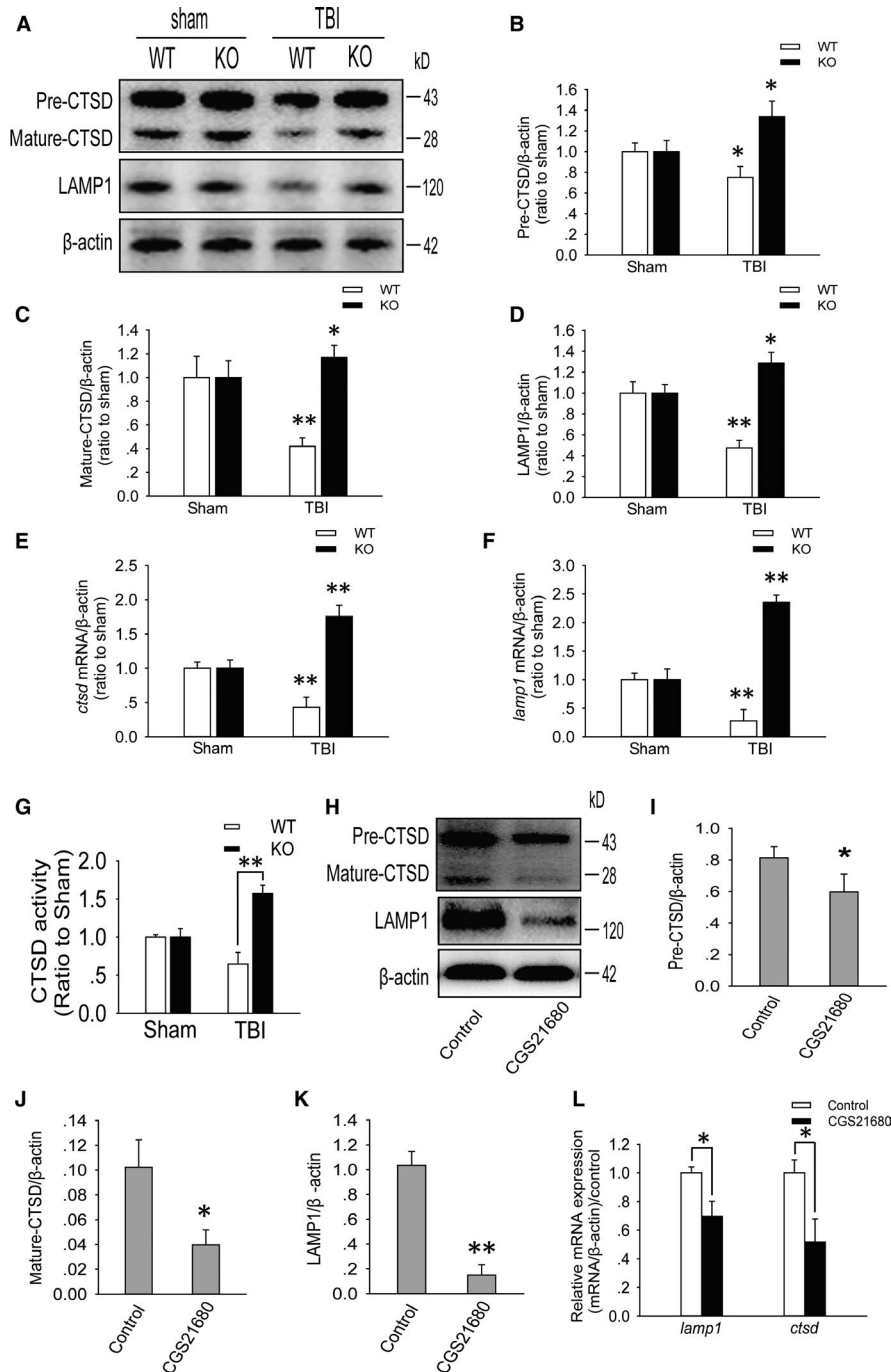 A
sham TBI
WT KO WT KO kD
Pre-CTSD 43
Mature-CTSD 28
LAMP1 120
β-actin 42
B
WT
KO
Pre-CTSD/β-actin
(ratio to sham)
1.6
1.4
1.2
1.0
.8
.6
.4
.2
0.0
* *
Sham TBI
C
WT
KO
Mature-CTSD/β-actin
(ratio to sham)
1.4
1.2
1.0
.8
.6
.4
.2
0.0
** *
Sham TBI
D
WT
KO
LAMP1/β-actin
(ratio to sham)
1.6
1.4
1.2
1.0
.8
.6
.4
.2
0.0
** *
Sham TBI
E
WT
KO
ctsd mRNA/β-actin
(ratio to sham)
2.5
2.0
1.5
1.0
.5
0.0
** **
Sham TBI
F
WT
KO
lamp1 mRNA/β-actin
(ratio to sham)
3.0
2.5
2.0
1.5
1.0
.5
0.0
** **
Sham TBI
G
WT
KO
CTSD activity
(Ratio to Sham)
2.0
1.5
1.0
0.5
0.0
**
Sham TBI
H
kD
Pre-CTSD 43
Mature-CTSD 28
LAMP1 120
β-actin 42
Control CGS21680
I
Pre-CTSD/β-actin
1.0
.8
.6
.4
.2
0.0
*
Control CGS21680
J
Mature-CTSD/β-actin
.14
.12
.10
.08
0.06
0.04
0.02
0.00
*
Control CGS21680
K
LAMP1/β -actin
1.4
1.2
1.0
.8
.6
.4
.2
0.0
**
Control CGS21680
L
Control
CGS21680
Relative mRNA expression
(mRNA/β-actin)/control
1.2
1.0
.8
.6
.4
.2
0.0
* *
lamp1 ctsd